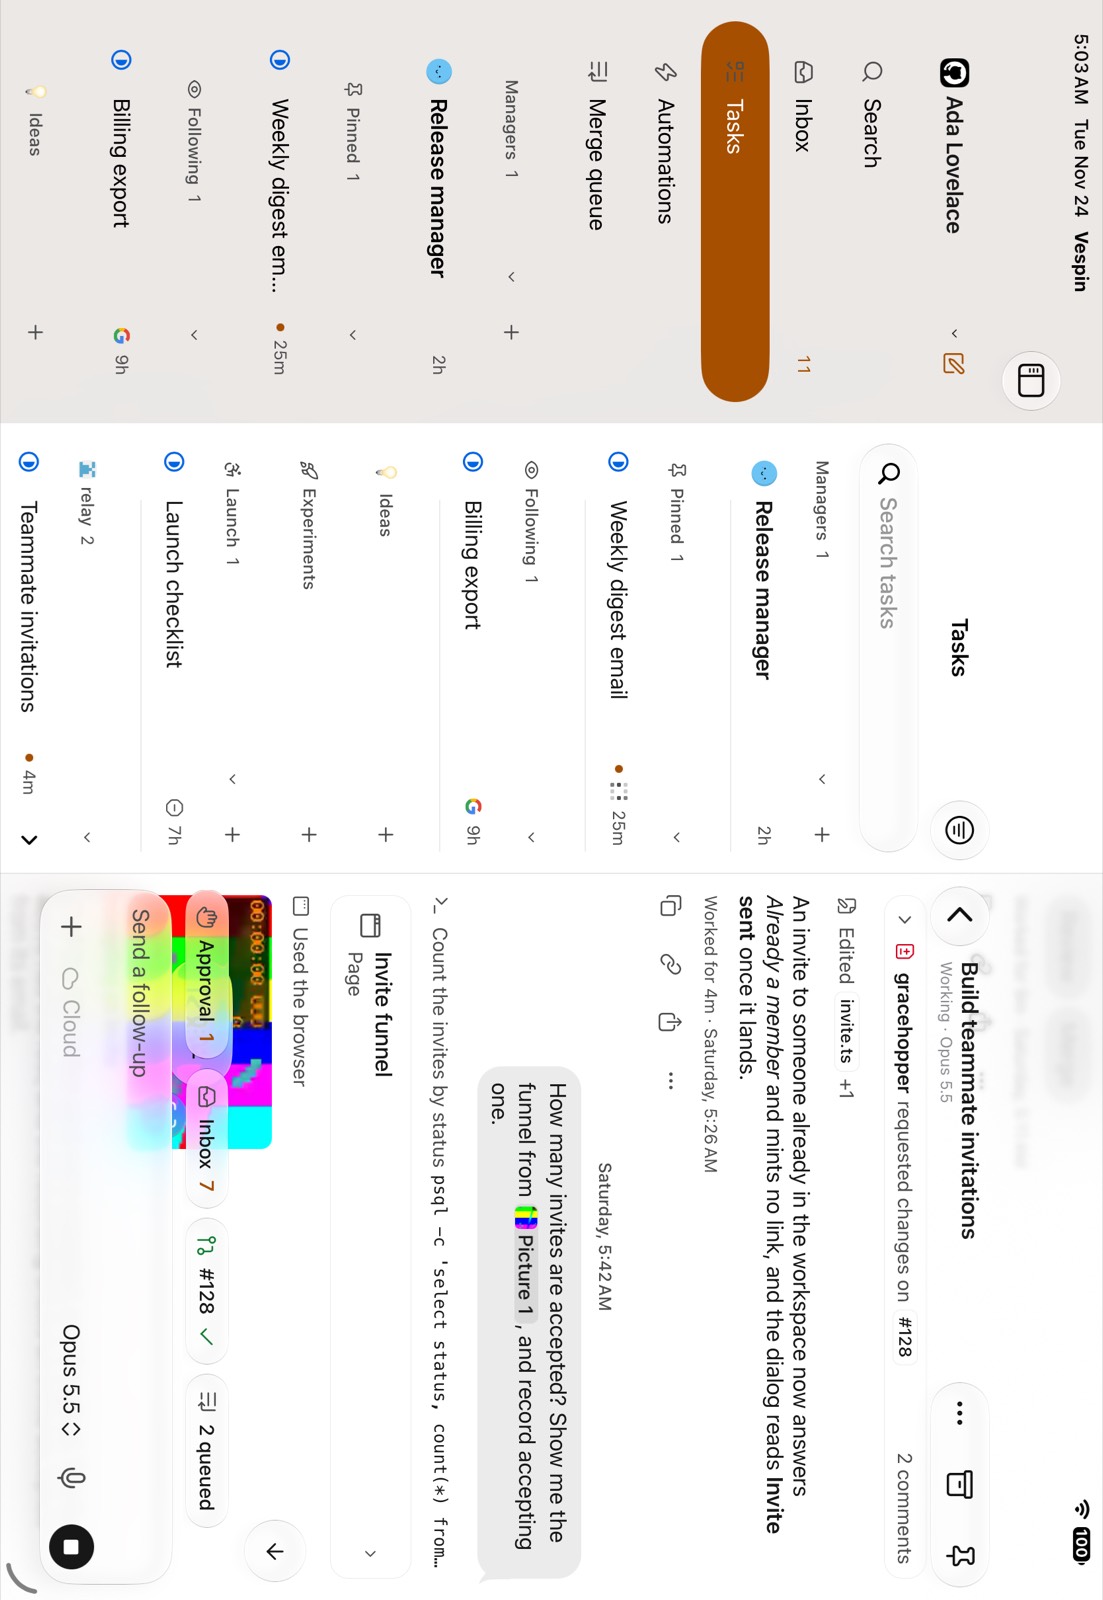 5:03 AM Tue Nov 24 Vespin
100
Ada Lovelace
Search
Inbox 11
Tasks
Automations
Merge queue
Managers 1
Release manager 2h
Pinned 1
Weekly digest em... 25m
Following 1
Billing export 9h
Ideas
Tasks
Search tasks
Managers 1
Release manager 2h
Pinned 1
Weekly digest email 25m
Following 1
Billing export 9h
Ideas
Experiments
Launch 1
Launch checklist 7h
relay 2
Teammate invitations 4m
Build teammate invitations
Working · Opus 5.5
gracehopper requested changes on #128 2 comments
Edited invite.ts +1
An invite to someone already in the workspace now answers
Already a member and mints no link, and the dialog reads Invite
sent once it lands.
Worked for 4m · Saturday, 5:26 AM
Saturday, 5:42 AM
How many invites are accepted? Show me the
funnel from Picture 1, and record accepting
one.
Count the invites by status psql -c 'select status, count(*) from…
Invite funnel
Page
Used the browser
00:00:00
Approval 1
Inbox 7
#128
2 queued
Send a follow-up
Cloud
Opus 5.5